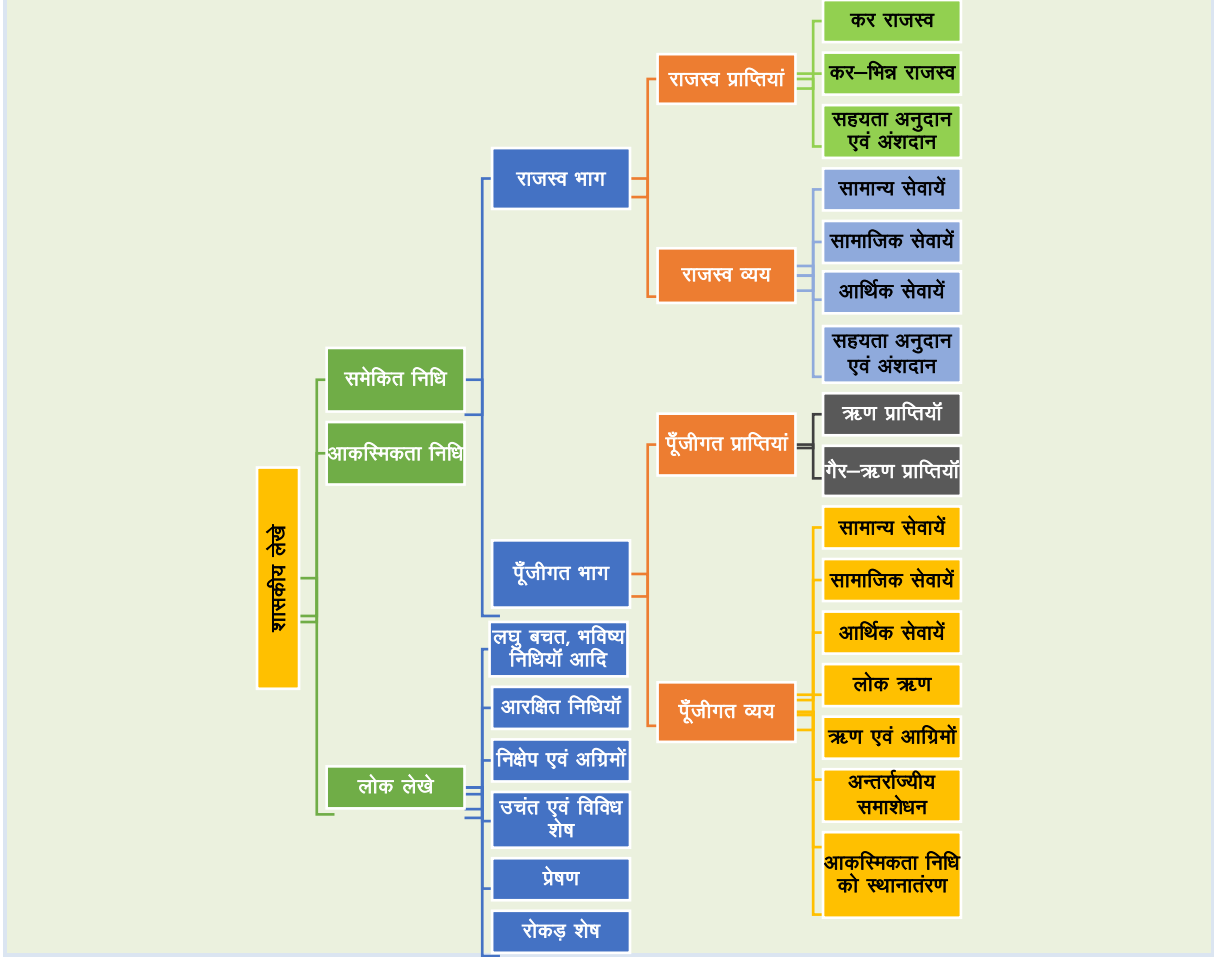 शासकीय लेखे
समेकित निधि
राजस्व भाग
राजस्व प्राप्तियां
कर राजस्व
कर–भिन्न राजस्व
सहयता अनुदान
एवं अंशदान
राजस्व व्यय
सामान्य सेवायें
सामाजिक सेवायें
आर्थिक सेवायें
सहयता अनुदान
एवं अंशदान
पूँजीगत भाग
पूँजीगत प्राप्तियां
ऋण प्राप्तियॉ
गैर–ऋण प्राप्तियॉ
पूँजीगत व्यय
सामान्य सेवायें
सामाजिक सेवायें
आर्थिक सेवायें
लोक ऋण
ऋण एवं आग्रिमों
अन्तर्राज्यीय
समाशेधन
आकस्मिकता निधि
को स्थानातंरण
आकस्मिकता निधि
लोक लेखे
लघु बचत, भविष्य
निधियॉ आदि
आरक्षित निधियॉ
निक्षेप एवं अग्रिमों
उचंत एवं विविध
शेष
प्रेषण
रोकड़ शेष